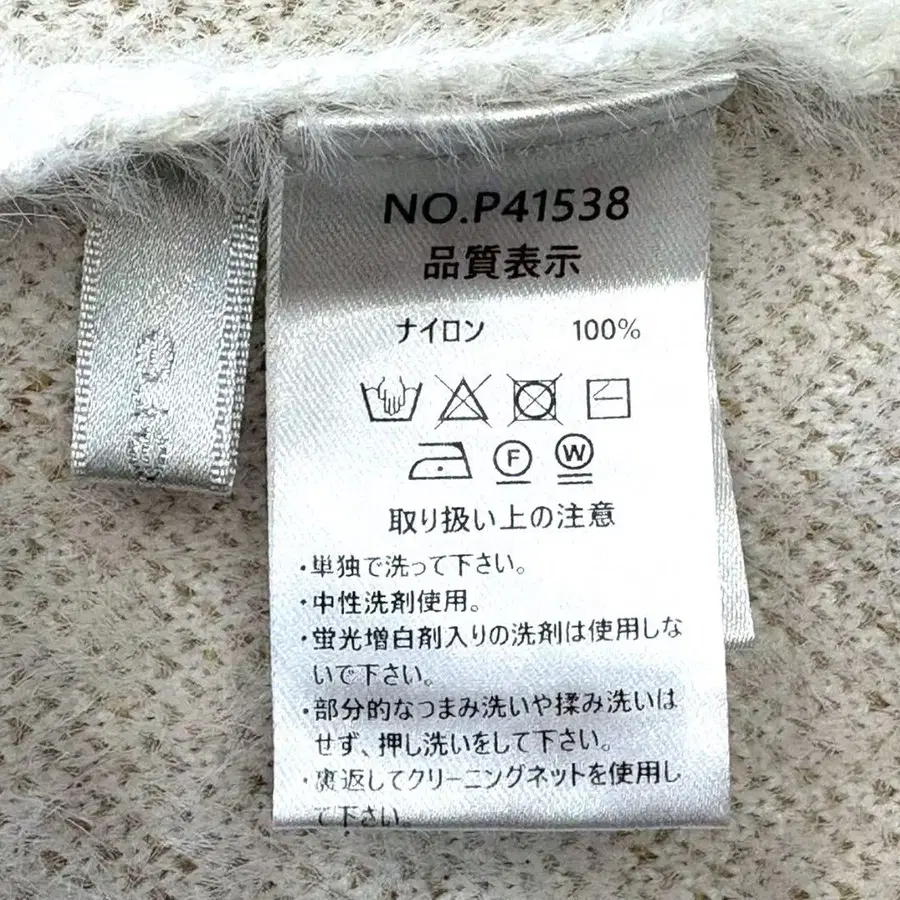 NO.P41538
品質表示
ナイロン 100%
F W
取り扱い上の注意
・単独で洗って下さい。
・中性洗剤使用。
・蛍光増白剤入りの洗剤は使用しな
いで下さい。
・部分的なつまみ洗いや揉み洗いは
せず、押し洗いをして下さい。
・裏返してクリーニングネットを使用し
て下さい。